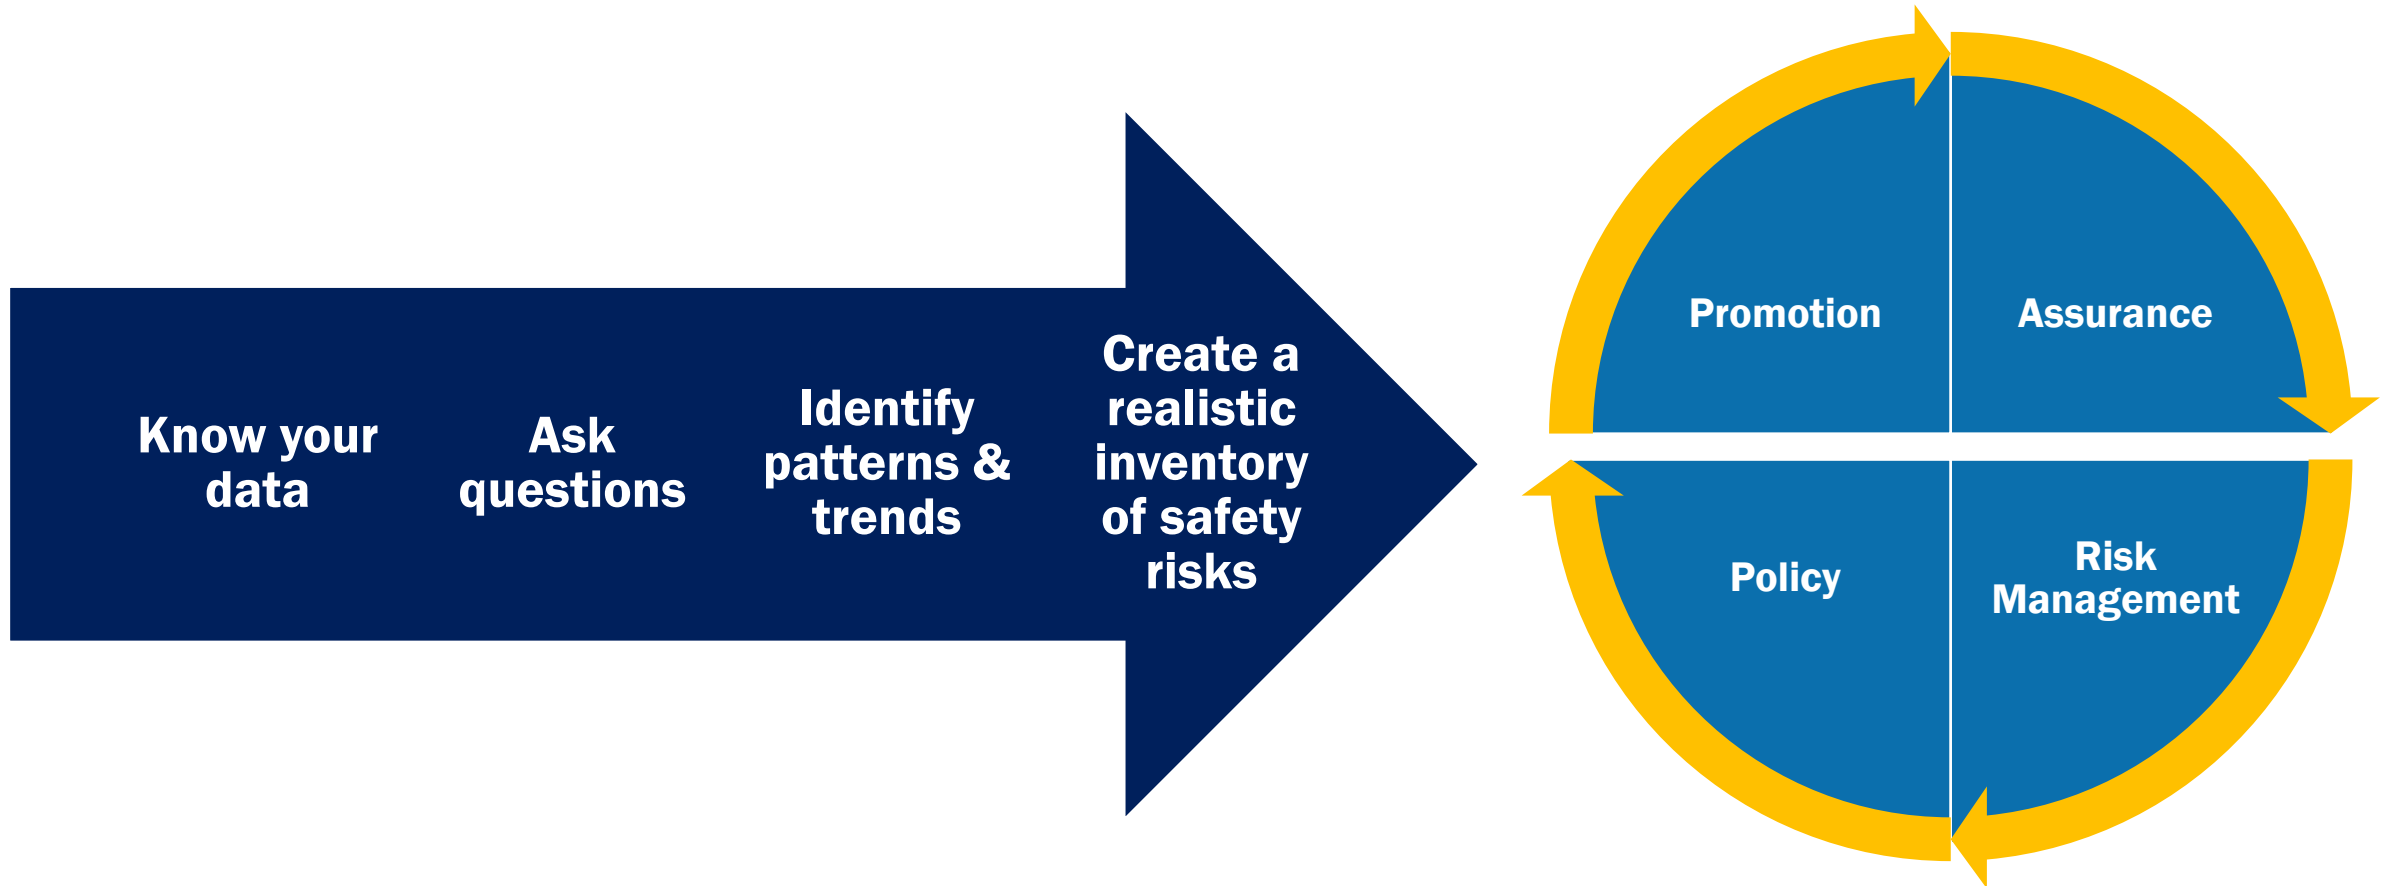 Know your
data
Ask
questions
Identify
patterns &
trends
Create a
realistic
inventory
of safety
risks
Promotion
Assurance
Policy
Risk
Management